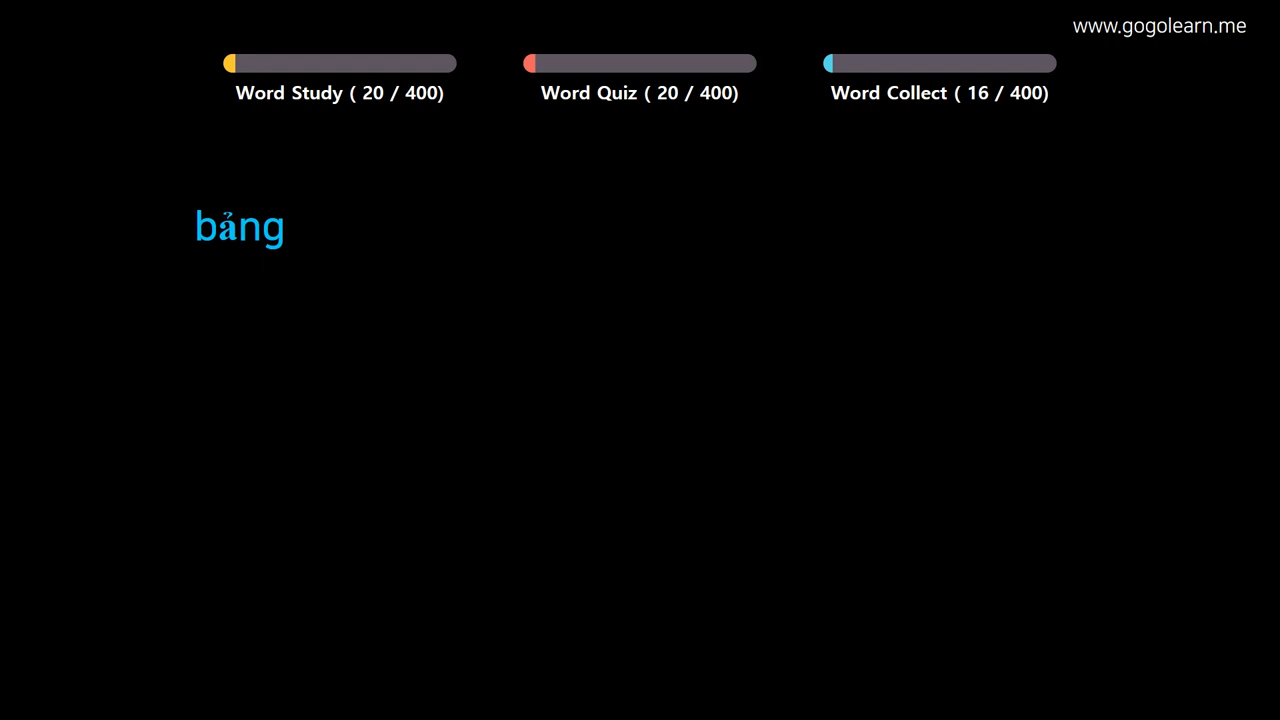 www.gogolearn.me
Word Study ( 20 / 400)
Word Quiz ( 20 / 400)
Word Collect ( 16 / 400)
bảng